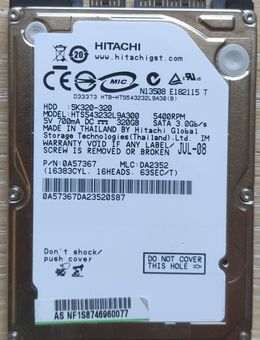 HITACHI
www.hitachigst.com
20
MIC
N13508 E182115 T
D33373 HTS-HTS543232L9A30(B)
HDD :5K320-320
MODEL:HTS543232L9A300 5400RPM
5V 700mA DC 320GB SATA 3.0Gb/s
MADE IN THAILAND BY Hitachi Global
Storage Technologies(Thailand) Ltd. IM
WARRANTY VOID IF ANY LABEL/
SCREW IS REMOVED OR BROKEN JUL-08
P/N:0A57367 MLC:DA2352
(16383CYL. 16HEADS. 63SEC/T)
0A57367DA23520S87
Don't shock/
push cover.
DO NOT COVER
AS NF1S8746960077